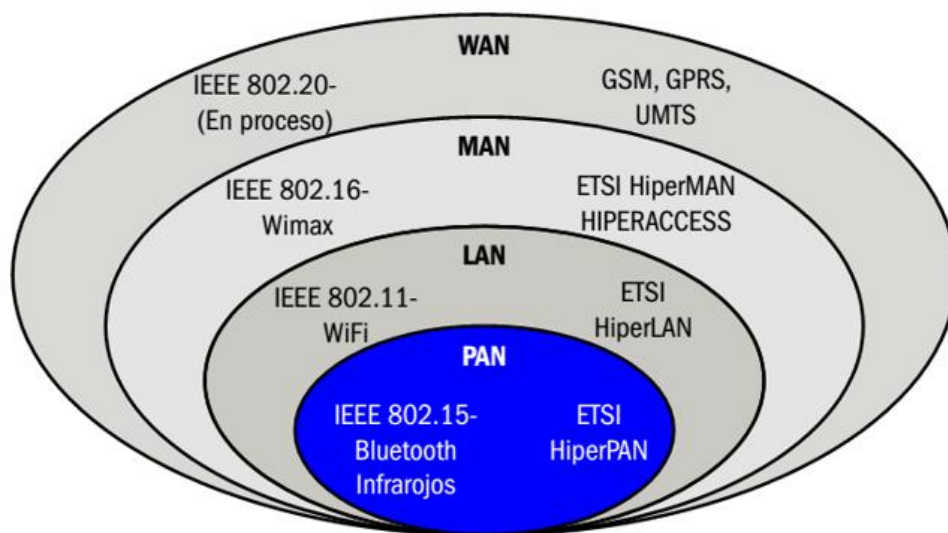 WAN
IEEE 802.20-
(En proceso)
GSM, GPRS,
UMTS
MAN
IEEE 802.16-
Wimax
ETSI HiperMAN
HIPERACCESS
LAN
IEEE 802.11-
WiFi
ETSI
HiperLAN
PAN
IEEE 802.15-
Bluetooth
Infrarojos
ETSI
HiperPAN